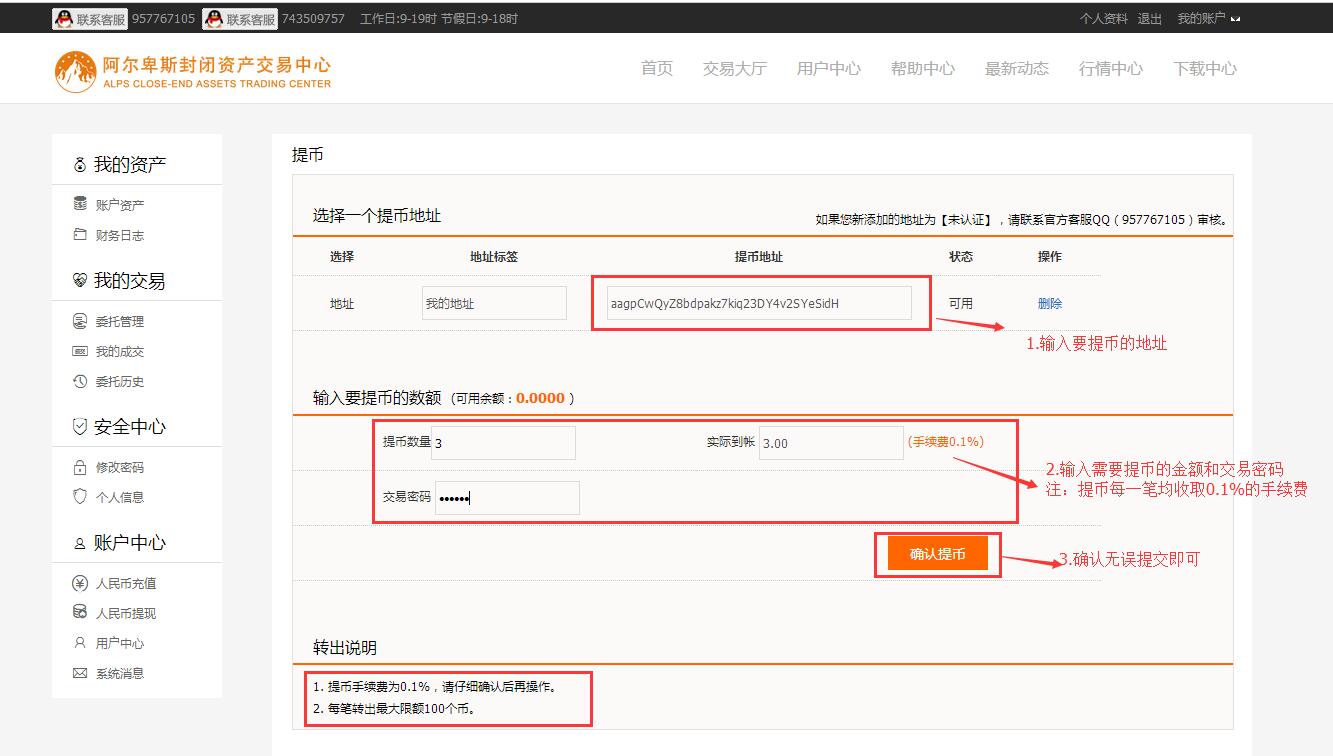 联系客服 957767105 联系客服 743509757 工作日:9-19时 节假日:9-18时
个人资料 退出 我的账户
阿尔卑斯封闭资产交易中心
ALPS CLOSE-END ASSETS TRADING CENTER
首页 交易大厅 用户中心 帮助中心 最新动态 行情中心 下载中心
我的资产
账户资产
财务日志
我的交易
委托管理
我的成交
委托历史
安全中心
修改密码
个人信息
账户中心
人民币充值
人民币提现
用户中心
系统消息
提币
选择一个提币地址
如果您新添加的地址为【未认证】，请联系官方客服QQ（957767105）审核。
选择 地址标签 提币地址 状态 操作
地址 我的地址 aagpCwQyZ8bdpakz7kiq23DY4v2SYeSidH 可用 删除
1.输入要提币的地址
输入要提币的数额（可用余额：0.0000 ）
提币数量 3 实际到帐 3.00 (手续费0.1%)
交易密码 ••••••
2.输入需要提币的金额和交易密码
注：提币每一笔均收取0.1%的手续费
确认提币
3.确认无误提交即可
转出说明
1. 提币手续费为0.1%，请仔细确认后再操作。
2. 每笔转出最大限额100个币。